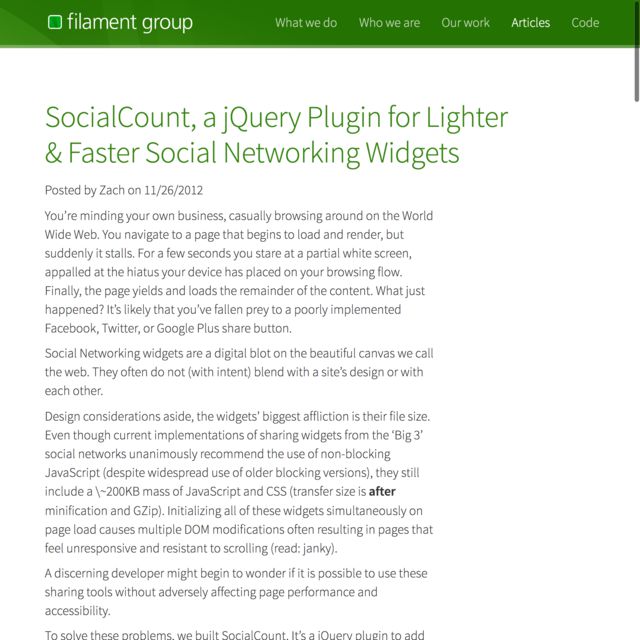 filament group
What we do
Who we are
Our work
Articles
Code
SocialCount, a jQuery Plugin for Lighter
& Faster Social Networking Widgets
Posted by Zach on 11/26/2012
You’re minding your own business, casually browsing around on the World
Wide Web. You navigate to a page that begins to load and render, but
suddenly it stalls. For a few seconds you stare at a partial white screen,
appalled at the hiatus your device has placed on your browsing flow.
Finally, the page yields and loads the remainder of the content. What just
happened? It’s likely that you’ve fallen prey to a poorly implemented
Facebook, Twitter, or Google Plus share button.
Social Networking widgets are a digital blot on the beautiful canvas we call
the web. They often do not (with intent) blend with a site’s design or with
each other.
Design considerations aside, the widgets’ biggest affliction is their file size.
Even though current implementations of sharing widgets from the ‘Big 3’
social networks unanimously recommend the use of non-blocking
JavaScript (despite widespread use of older blocking versions), they still
include a \~200KB mass of JavaScript and CSS (transfer size is after
minification and GZip). Initializing all of these widgets simultaneously on
page load causes multiple DOM modifications often resulting in pages that
feel unresponsive and resistant to scrolling (read: janky).
A discerning developer might begin to wonder if it is possible to use these
sharing tools without adversely affecting page performance and
accessibility.
To solve these problems, we built SocialCount. It’s a jQuery plugin to add